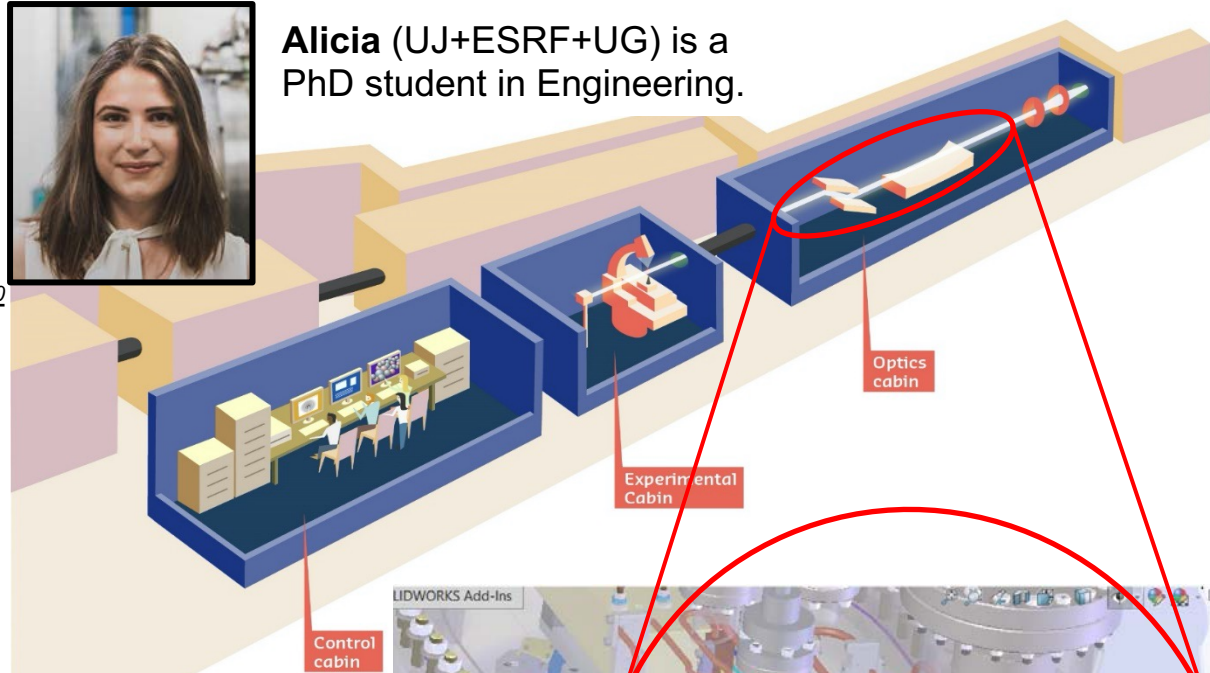 Alicia (UJ+ESRF+UG) is a
PhD student in Engineering.
Optics
cabin
Experimental
Cabin
Control
cabin
LIDWORKS Add-Ins